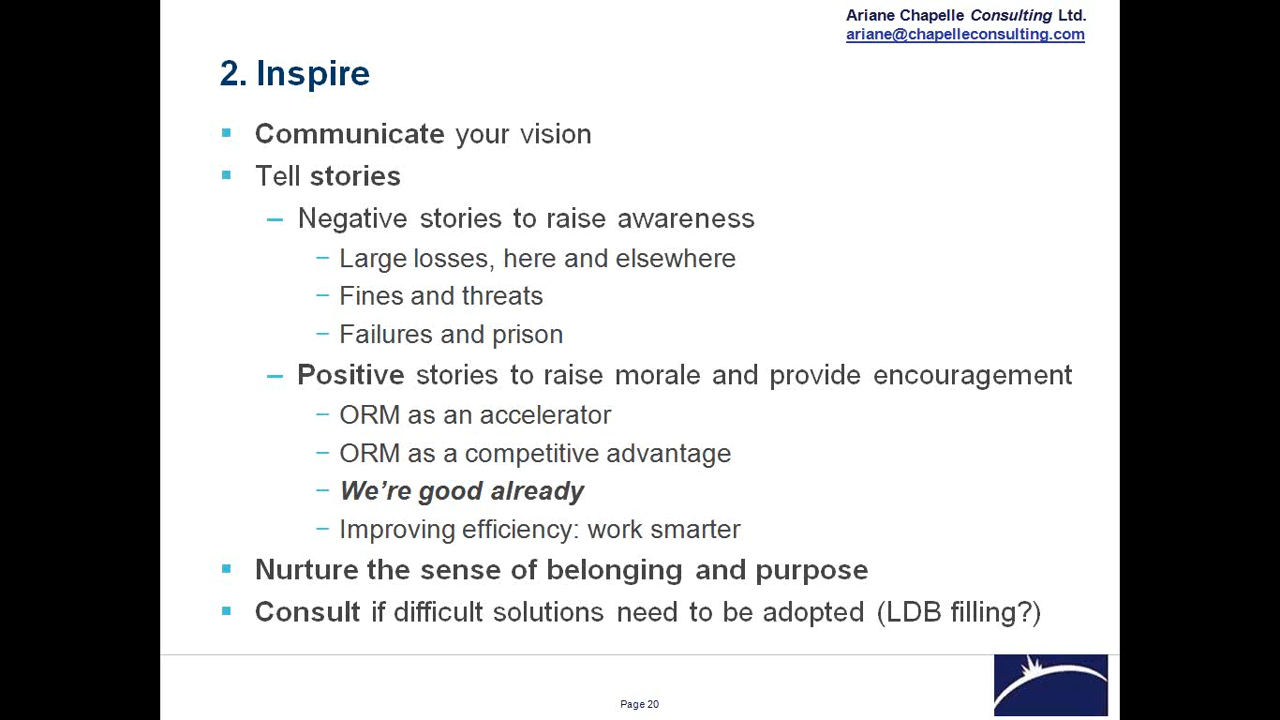 Ariane Chapelle Consulting Ltd.
ariane@chapelleconsulting.com
2. Inspire
▪ Communicate your vision
▪ Tell stories
– Negative stories to raise awareness
– Large losses, here and elsewhere
– Fines and threats
– Failures and prison
– Positive stories to raise morale and provide encouragement
– ORM as an accelerator
– ORM as a competitive advantage
– We’re good already
– Improving efficiency: work smarter
▪ Nurture the sense of belonging and purpose
▪ Consult if difficult solutions need to be adopted (LDB filling?)
Page 20